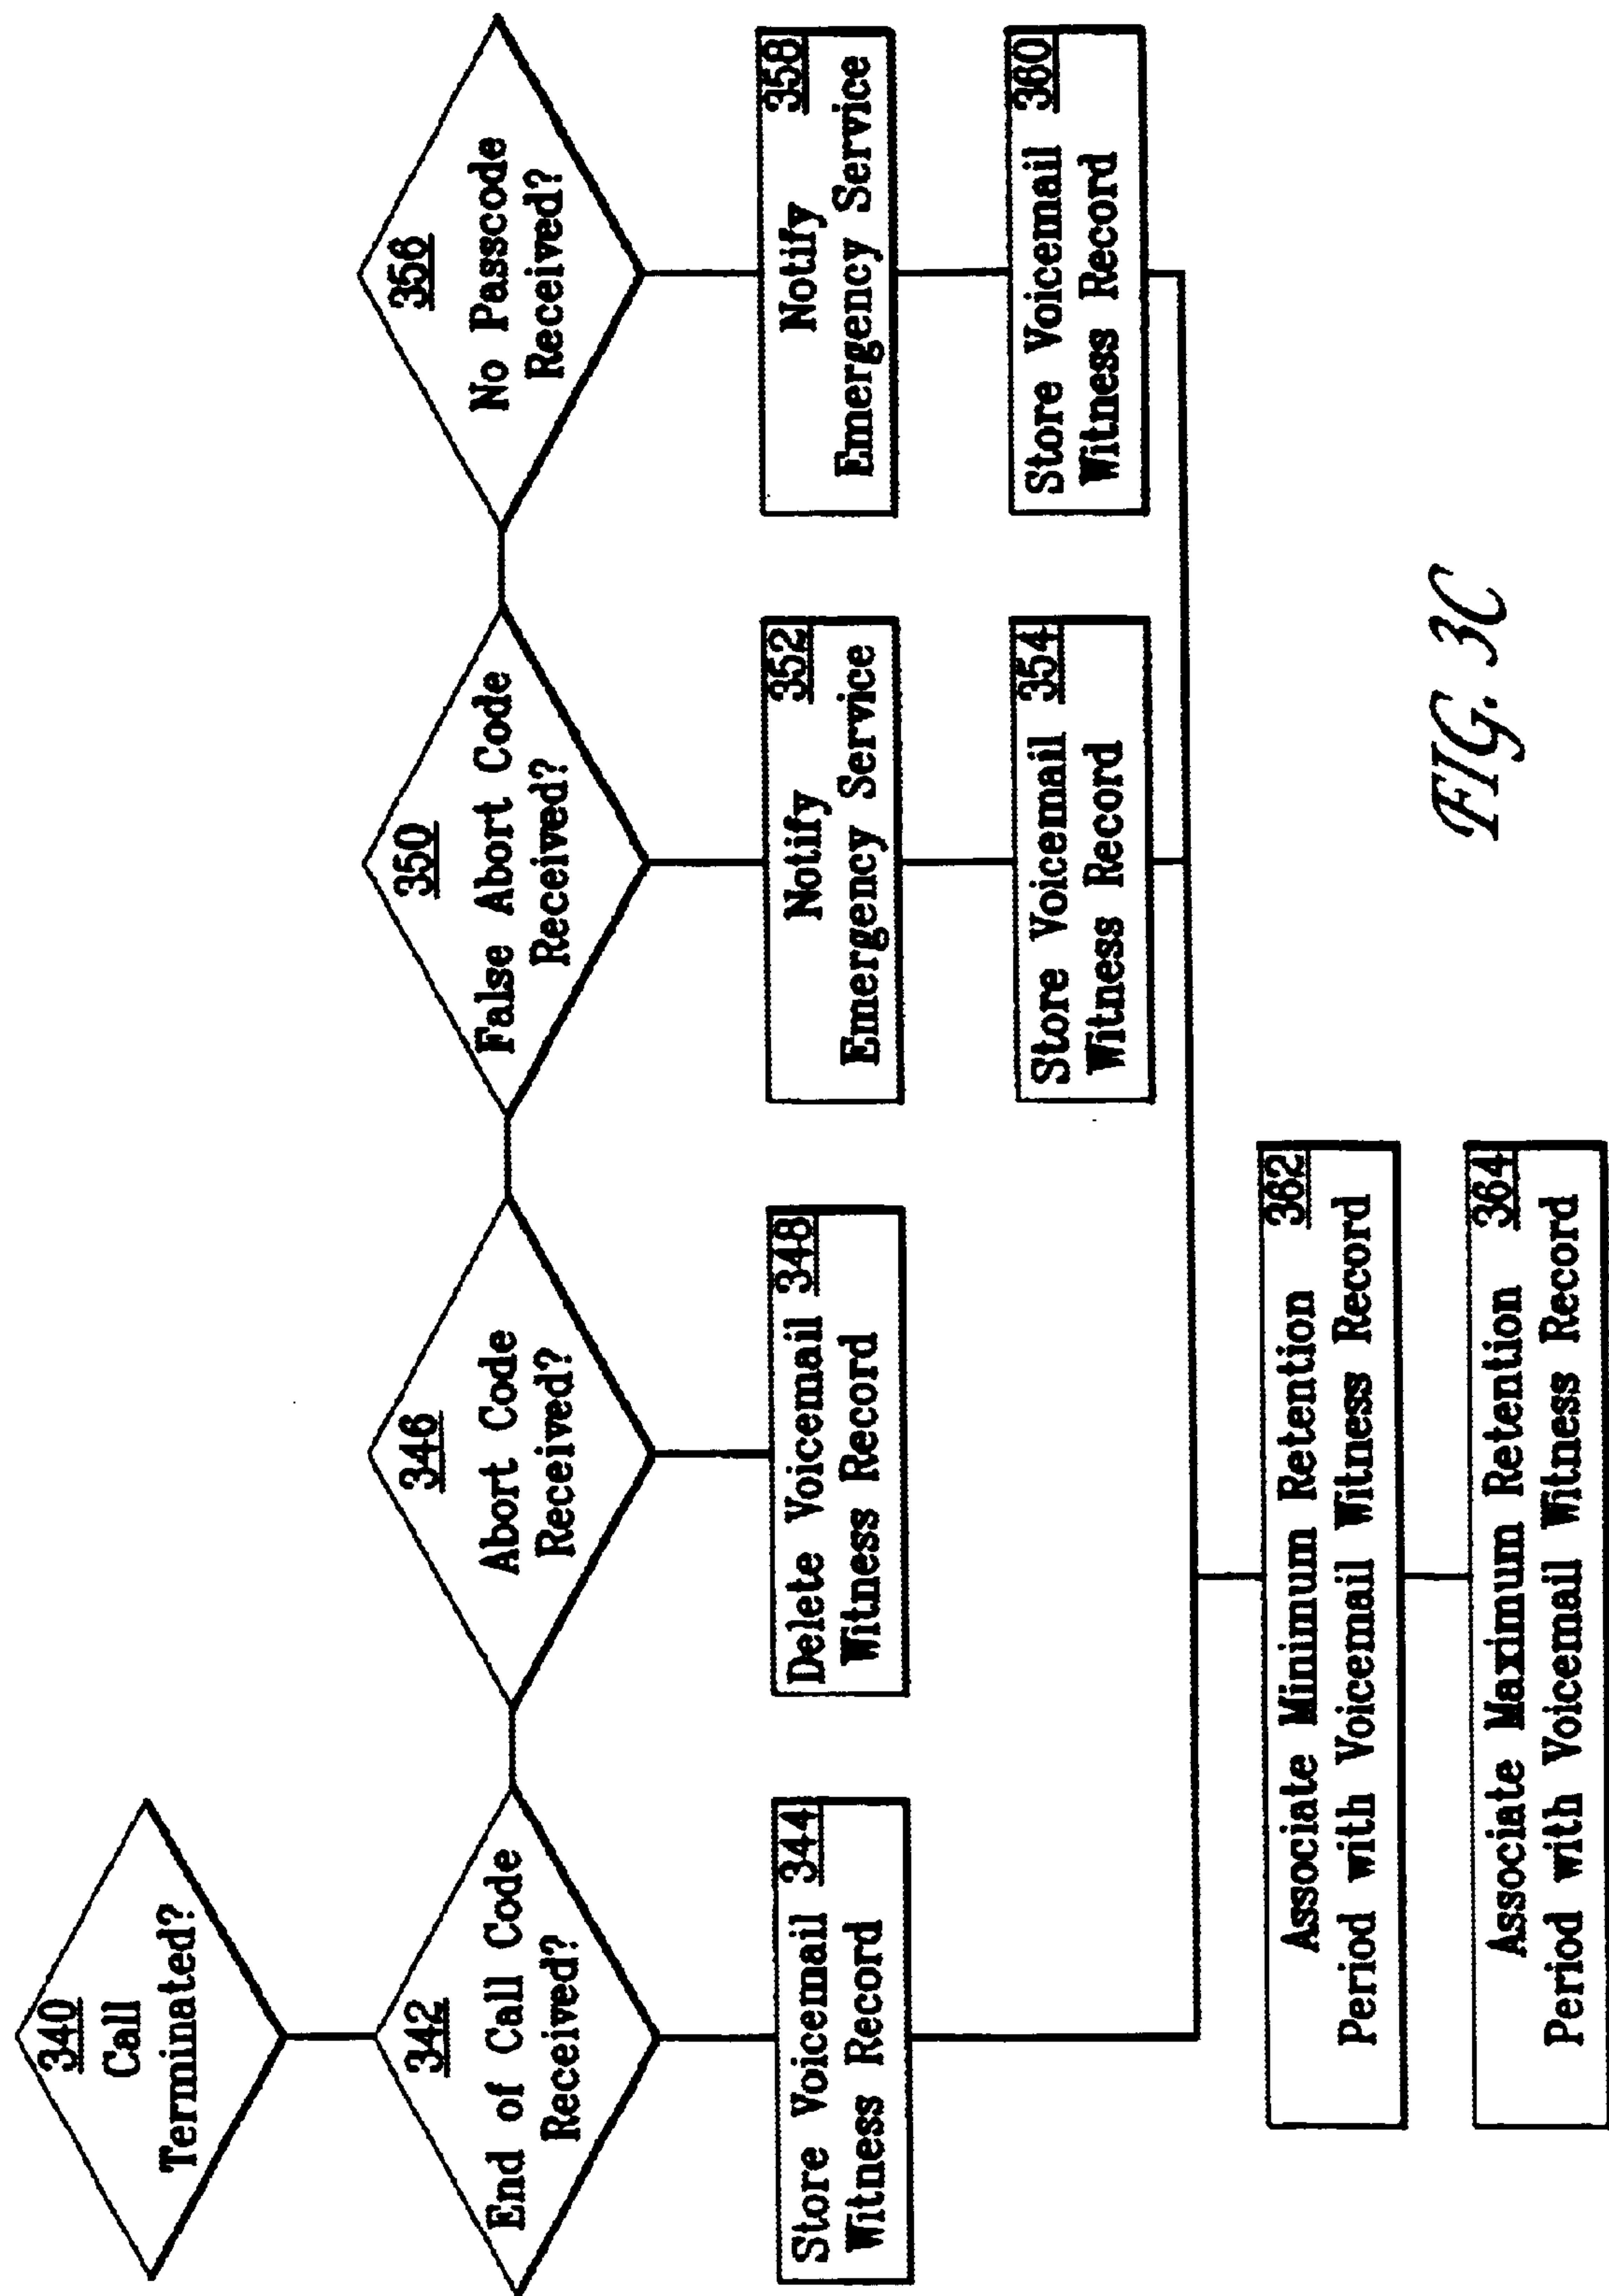 340
Call
Terminated?
342
End of Call Code
Received?
346
Abort Code
Received?
350
False Abort Code
Received?
356
No Passcode
Received?
Store Voicemail 344
Witness Record
Delete Voicemail 348
Witness Record
352
Notify
Emergency Service
358
Notify
Emergency Service
Store Voicemail 354
Witness Record
Store Voicemail 360
Witness Record
Associate Minimum Retention 362
Period with Voicemail Witness Record
Associate Maximum Retention 364
Period with Voicemail Witness Record
FIG. 3C